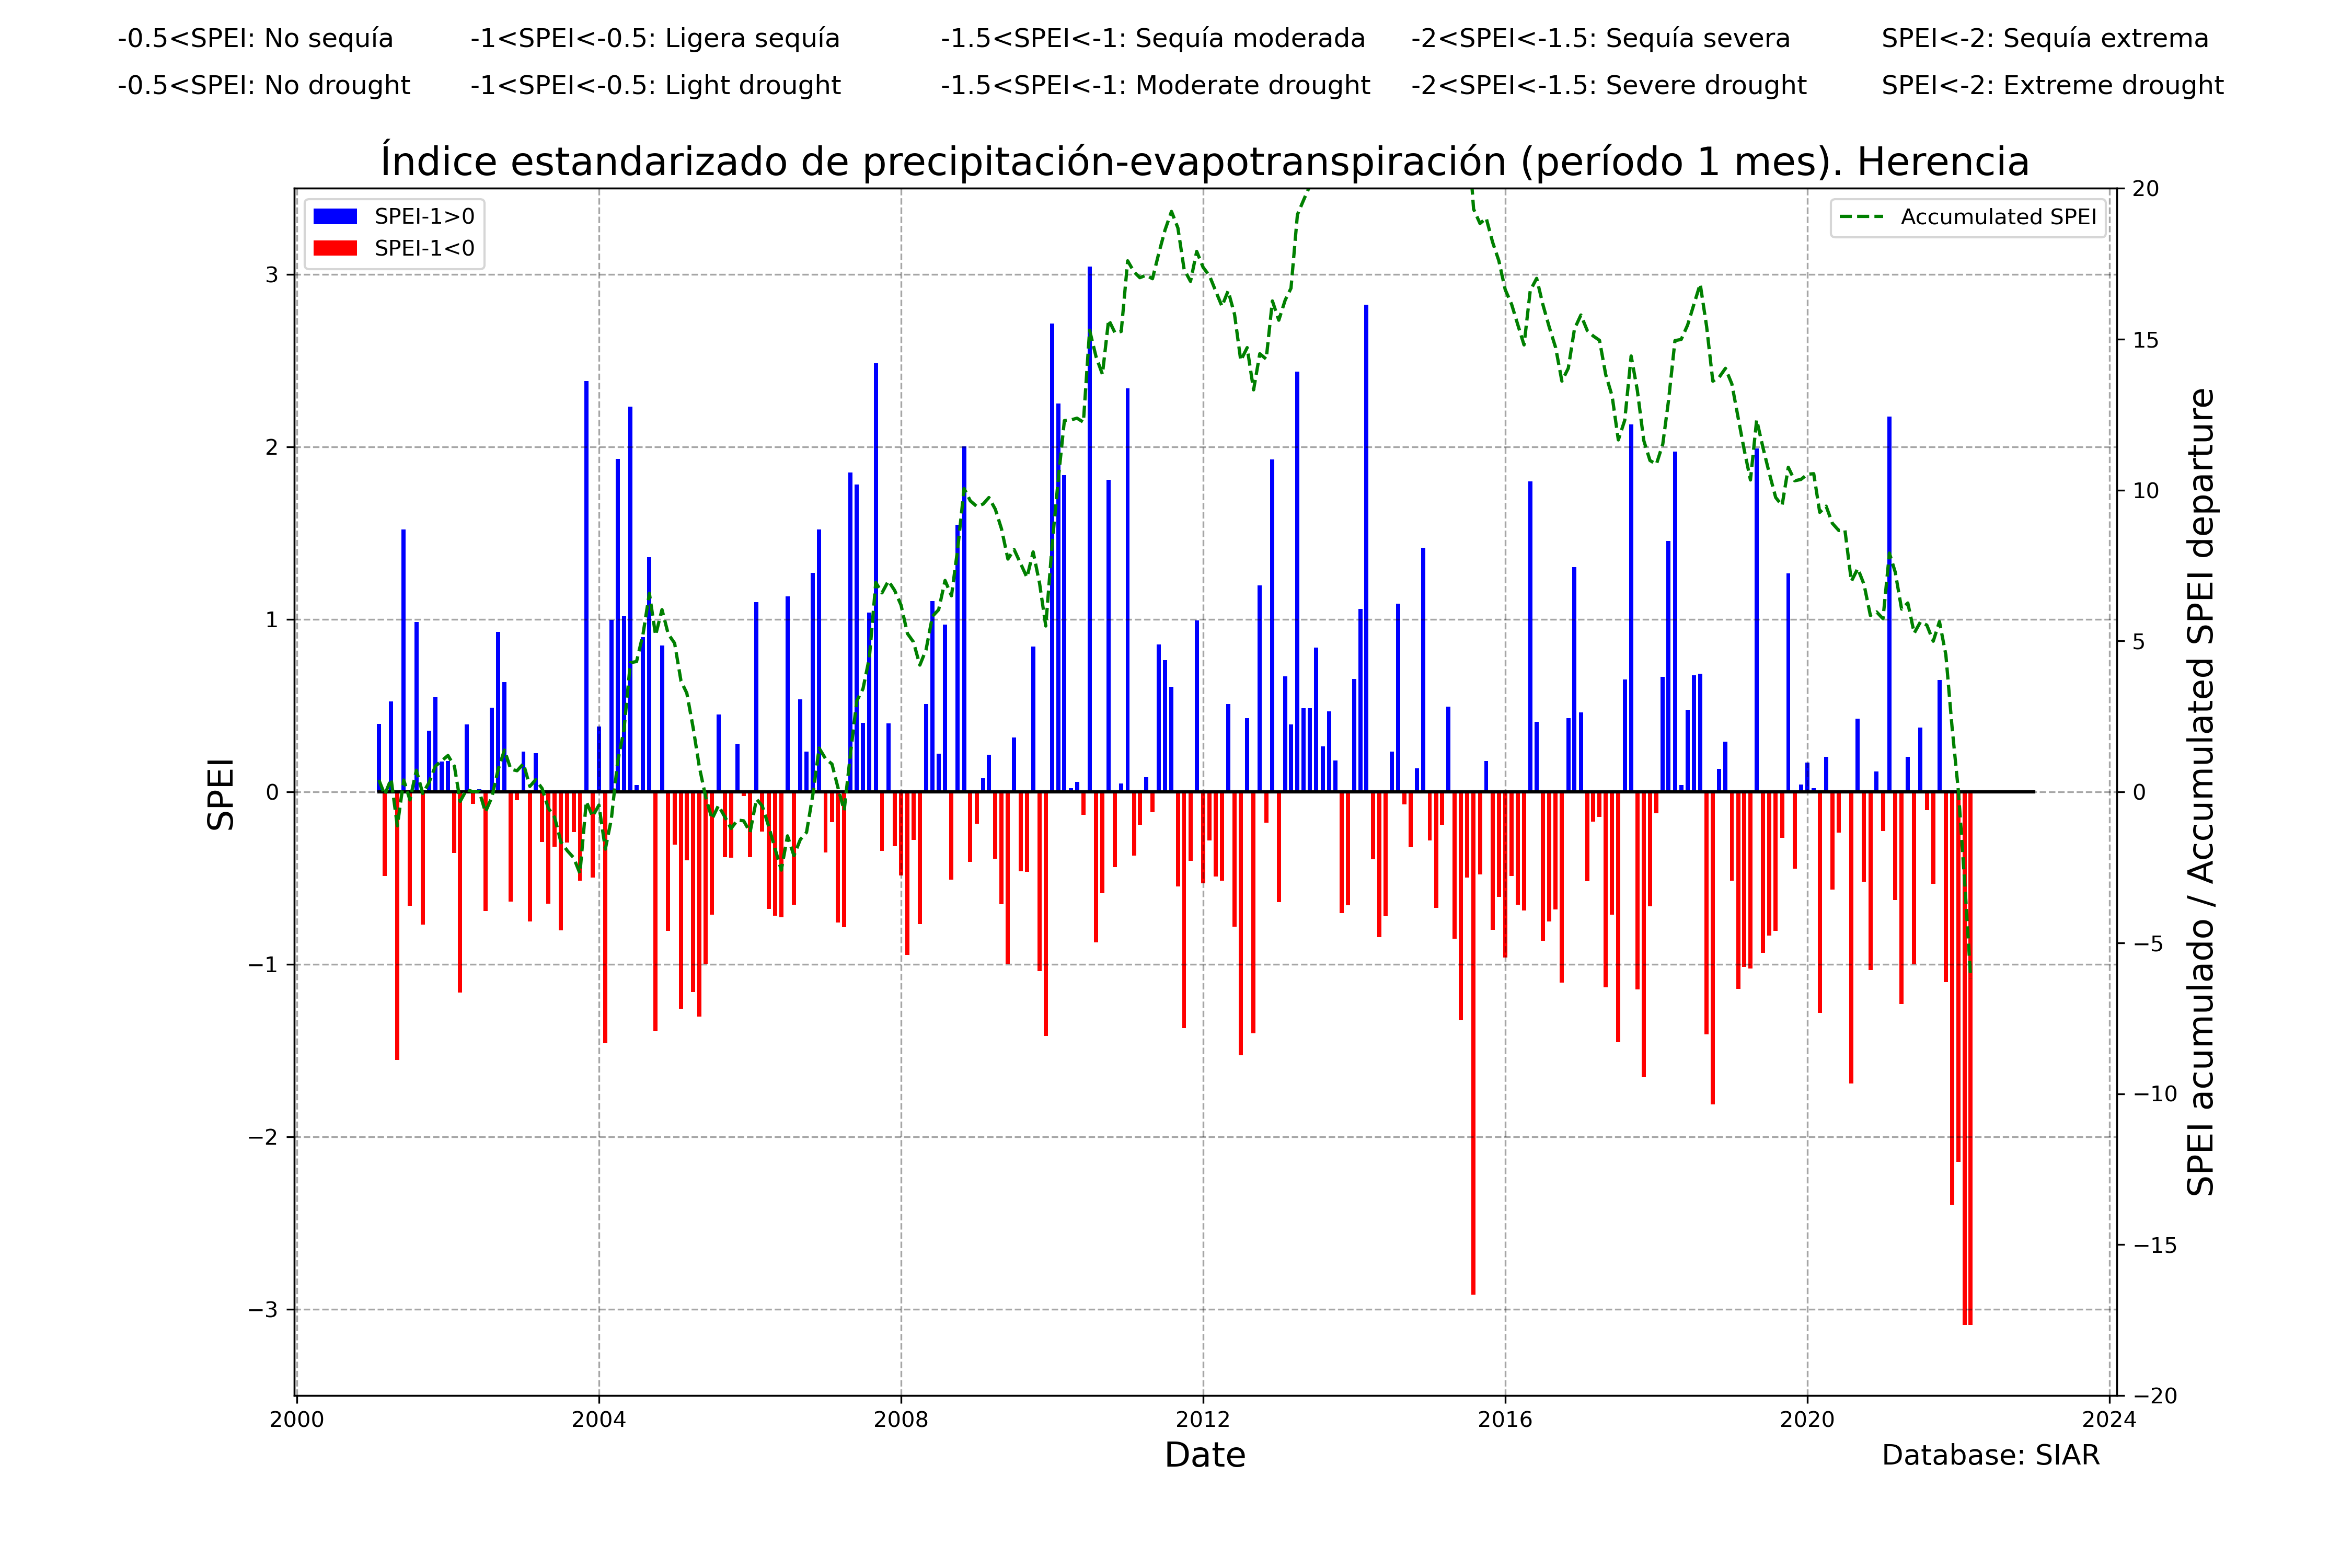 -0.5<SPEI: No sequía -1<SPEI<-0.5: Ligera sequía -1.5<SPEI<-1: Sequía moderada -2<SPEI<-1.5: Sequía severa SPEI<-2: Sequía extrema
-0.5<SPEI: No drought -1<SPEI<-0.5: Light drought -1.5<SPEI<-1: Moderate drought -2<SPEI<-1.5: Severe drought SPEI<-2: Extreme drought
Índice estandarizado de precipitación-evapotranspiración (período 1 mes). Herencia
SPEI-1>0
SPEI-1<0
Accumulated SPEI
SPEI
3
2
1
0
−1
−2
−3
20
15
10
5
0
−5
−10
−15
−20
SPEI acumulado / Accumulated SPEI departure
2000 2004 2008 2012 2016 2020 2024
Date
Database: SIAR